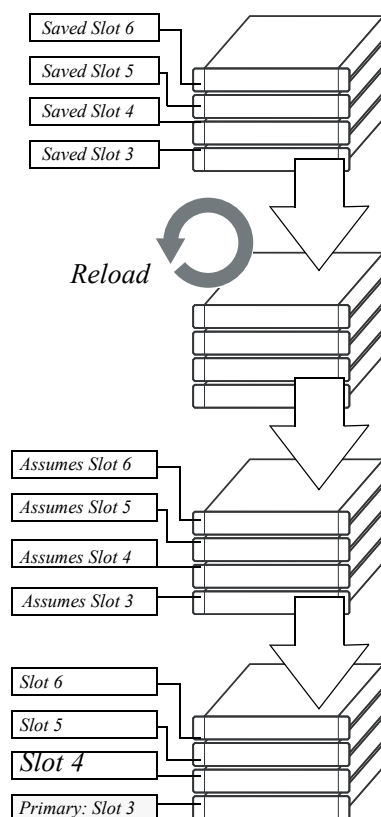 Saved Slot 6
Saved Slot 5
Saved Slot 4
Saved Slot 3
Reload
Assumes Slot 6
Assumes Slot 5
Assumes Slot 4
Assumes Slot 3
Slot 6
Slot 5
Slot 4
Primary: Slot 3